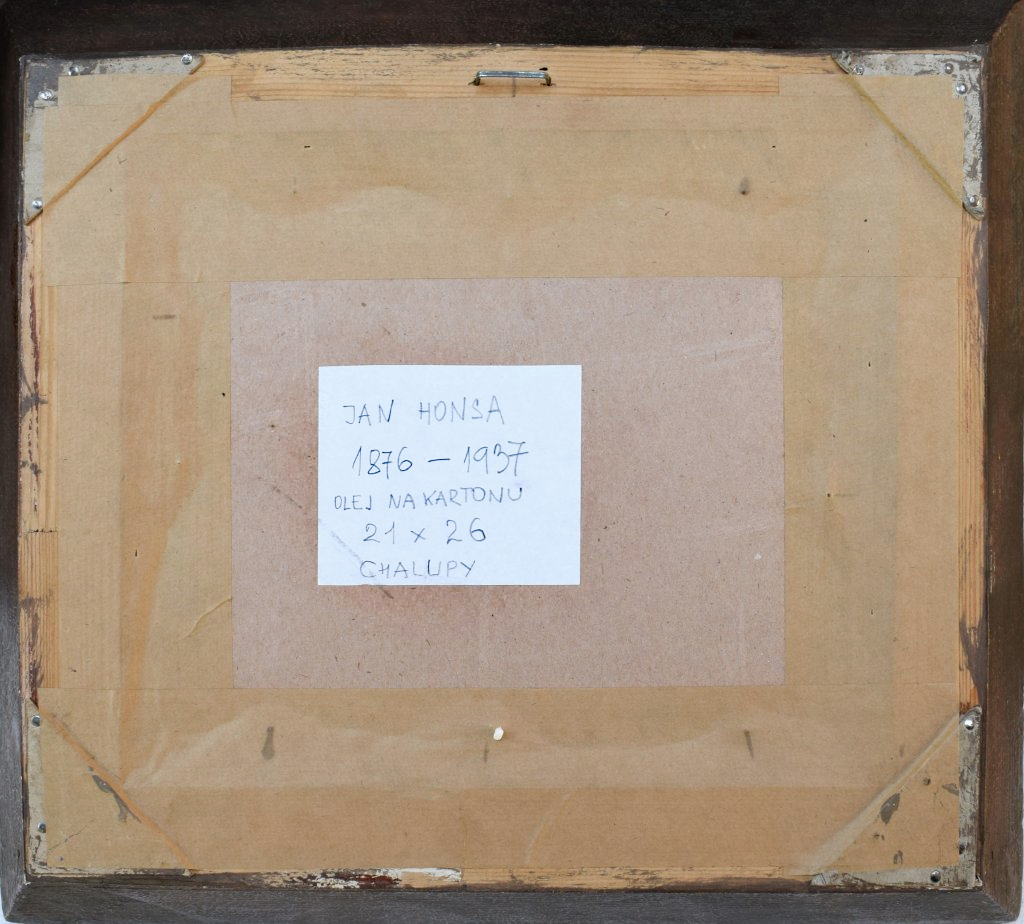 JAN HONSA
1876 – 1937
OLEJ NA KARTONU
21 x 26
CHALUPY